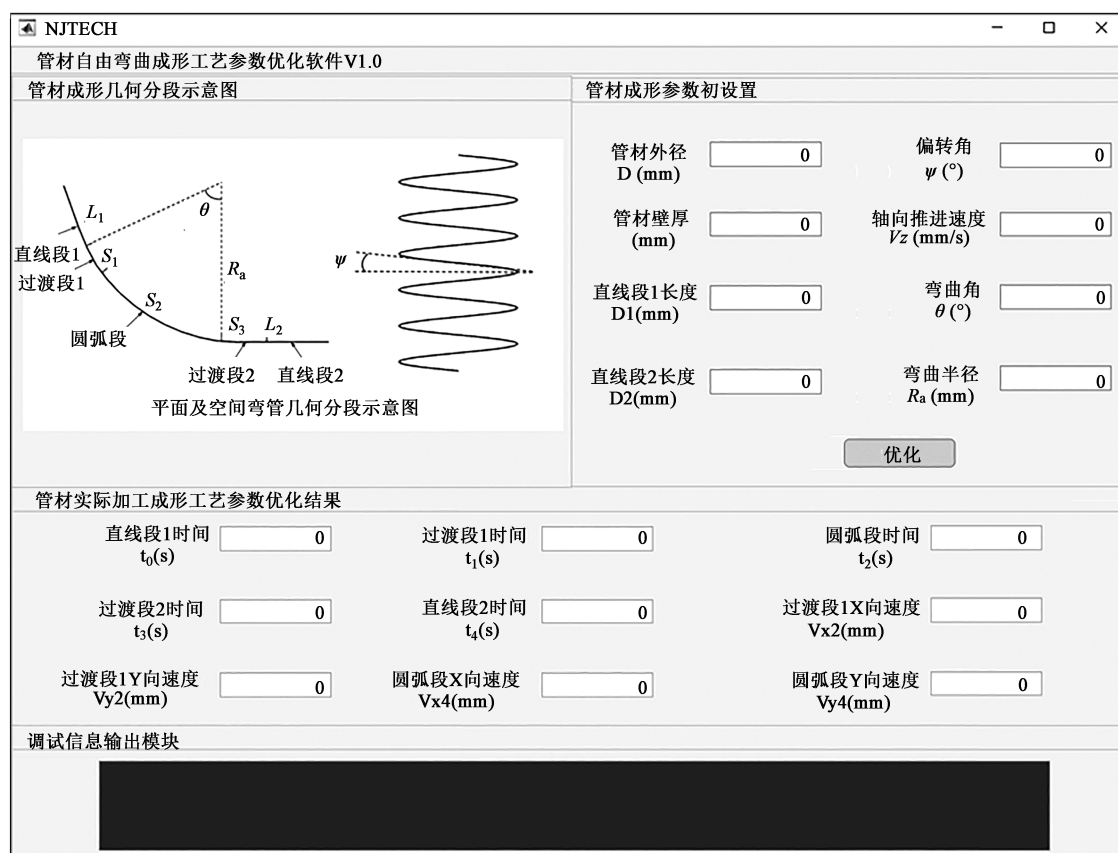 NJTECH
管材自由弯曲成形工艺参数优化软件V1.0
管材成形几何分段示意图
L₁
θ
直线段1
S₁
过渡段1
Rₐ
S₂
圆弧段
S₃
L₂
过渡段2
直线段2
ψ
平面及空间弯管几何分段示意图
管材成形参数初设置
管材外径
D (mm)
0
偏转角
ψ (°)
0
管材壁厚
(mm)
0
轴向推进速度
Vz (mm/s)
0
直线段1长度
D1(mm)
0
弯曲角
θ (°)
0
直线段2长度
D2(mm)
0
弯曲半径
Ra (mm)
0
优化
管材实际加工成形工艺参数优化结果
直线段1时间
t₀(s)
0
过渡段1时间
t₁(s)
0
圆弧段时间
t₂(s)
0
过渡段2时间
t₃(s)
0
直线段2时间
t₄(s)
0
过渡段1X向速度
Vx2(mm)
0
过渡段1Y向速度
Vy2(mm)
0
圆弧段X向速度
Vx4(mm)
0
圆弧段Y向速度
Vy4(mm)
0
调试信息输出模块